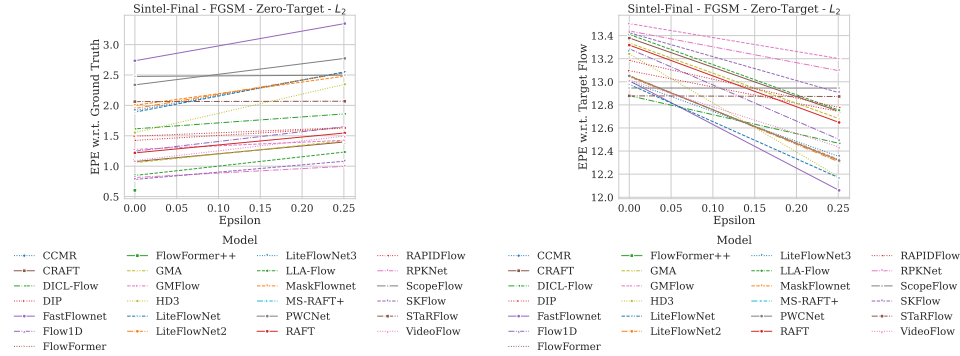 Sintel-Final - FGSM - Zero-Target - L2
EPE w.r.t. Ground Truth
3.0
2.5
2.0
1.5
1.0
0.5
0.00 0.05 0.10 0.15 0.20 0.25
Epsilon
Model
CCMR FlowFormer++ LiteFlowNet3 RAPIDFlow
CRAFT GMA LLA-Flow RPKNet
DICL-Flow GMFlow MaskFlownet ScopeFlow
DIP HD3 MS-RAFT+ SKFlow
FastFlownet LiteFlowNet PWCNet STaRFlow
Flow1D LiteFlowNet2 RAFT VideoFlow
FlowFormer
Sintel-Final - FGSM - Zero-Target - L2
EPE w.r.t. Target Flow
13.4
13.2
13.0
12.8
12.6
12.4
12.2
12.0
0.00 0.05 0.10 0.15 0.20 0.25
Epsilon
Model
CCMR FlowFormer++ LiteFlowNet3 RAPIDFlow
CRAFT GMA LLA-Flow RPKNet
DICL-Flow GMFlow MaskFlownet ScopeFlow
DIP HD3 MS-RAFT+ SKFlow
FastFlownet LiteFlowNet PWCNet STaRFlow
Flow1D LiteFlowNet2 RAFT VideoFlow
FlowFormer